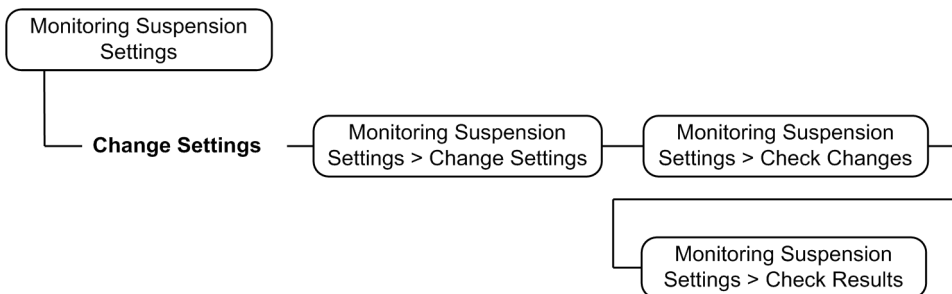 Monitoring Suspension
Settings
Change Settings
Monitoring Suspension
Settings > Change Settings
Monitoring Suspension
Settings > Check Changes
Monitoring Suspension
Settings > Check Results